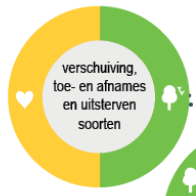 verschuiving,
toe- en afnames
en uitsterven
soorten